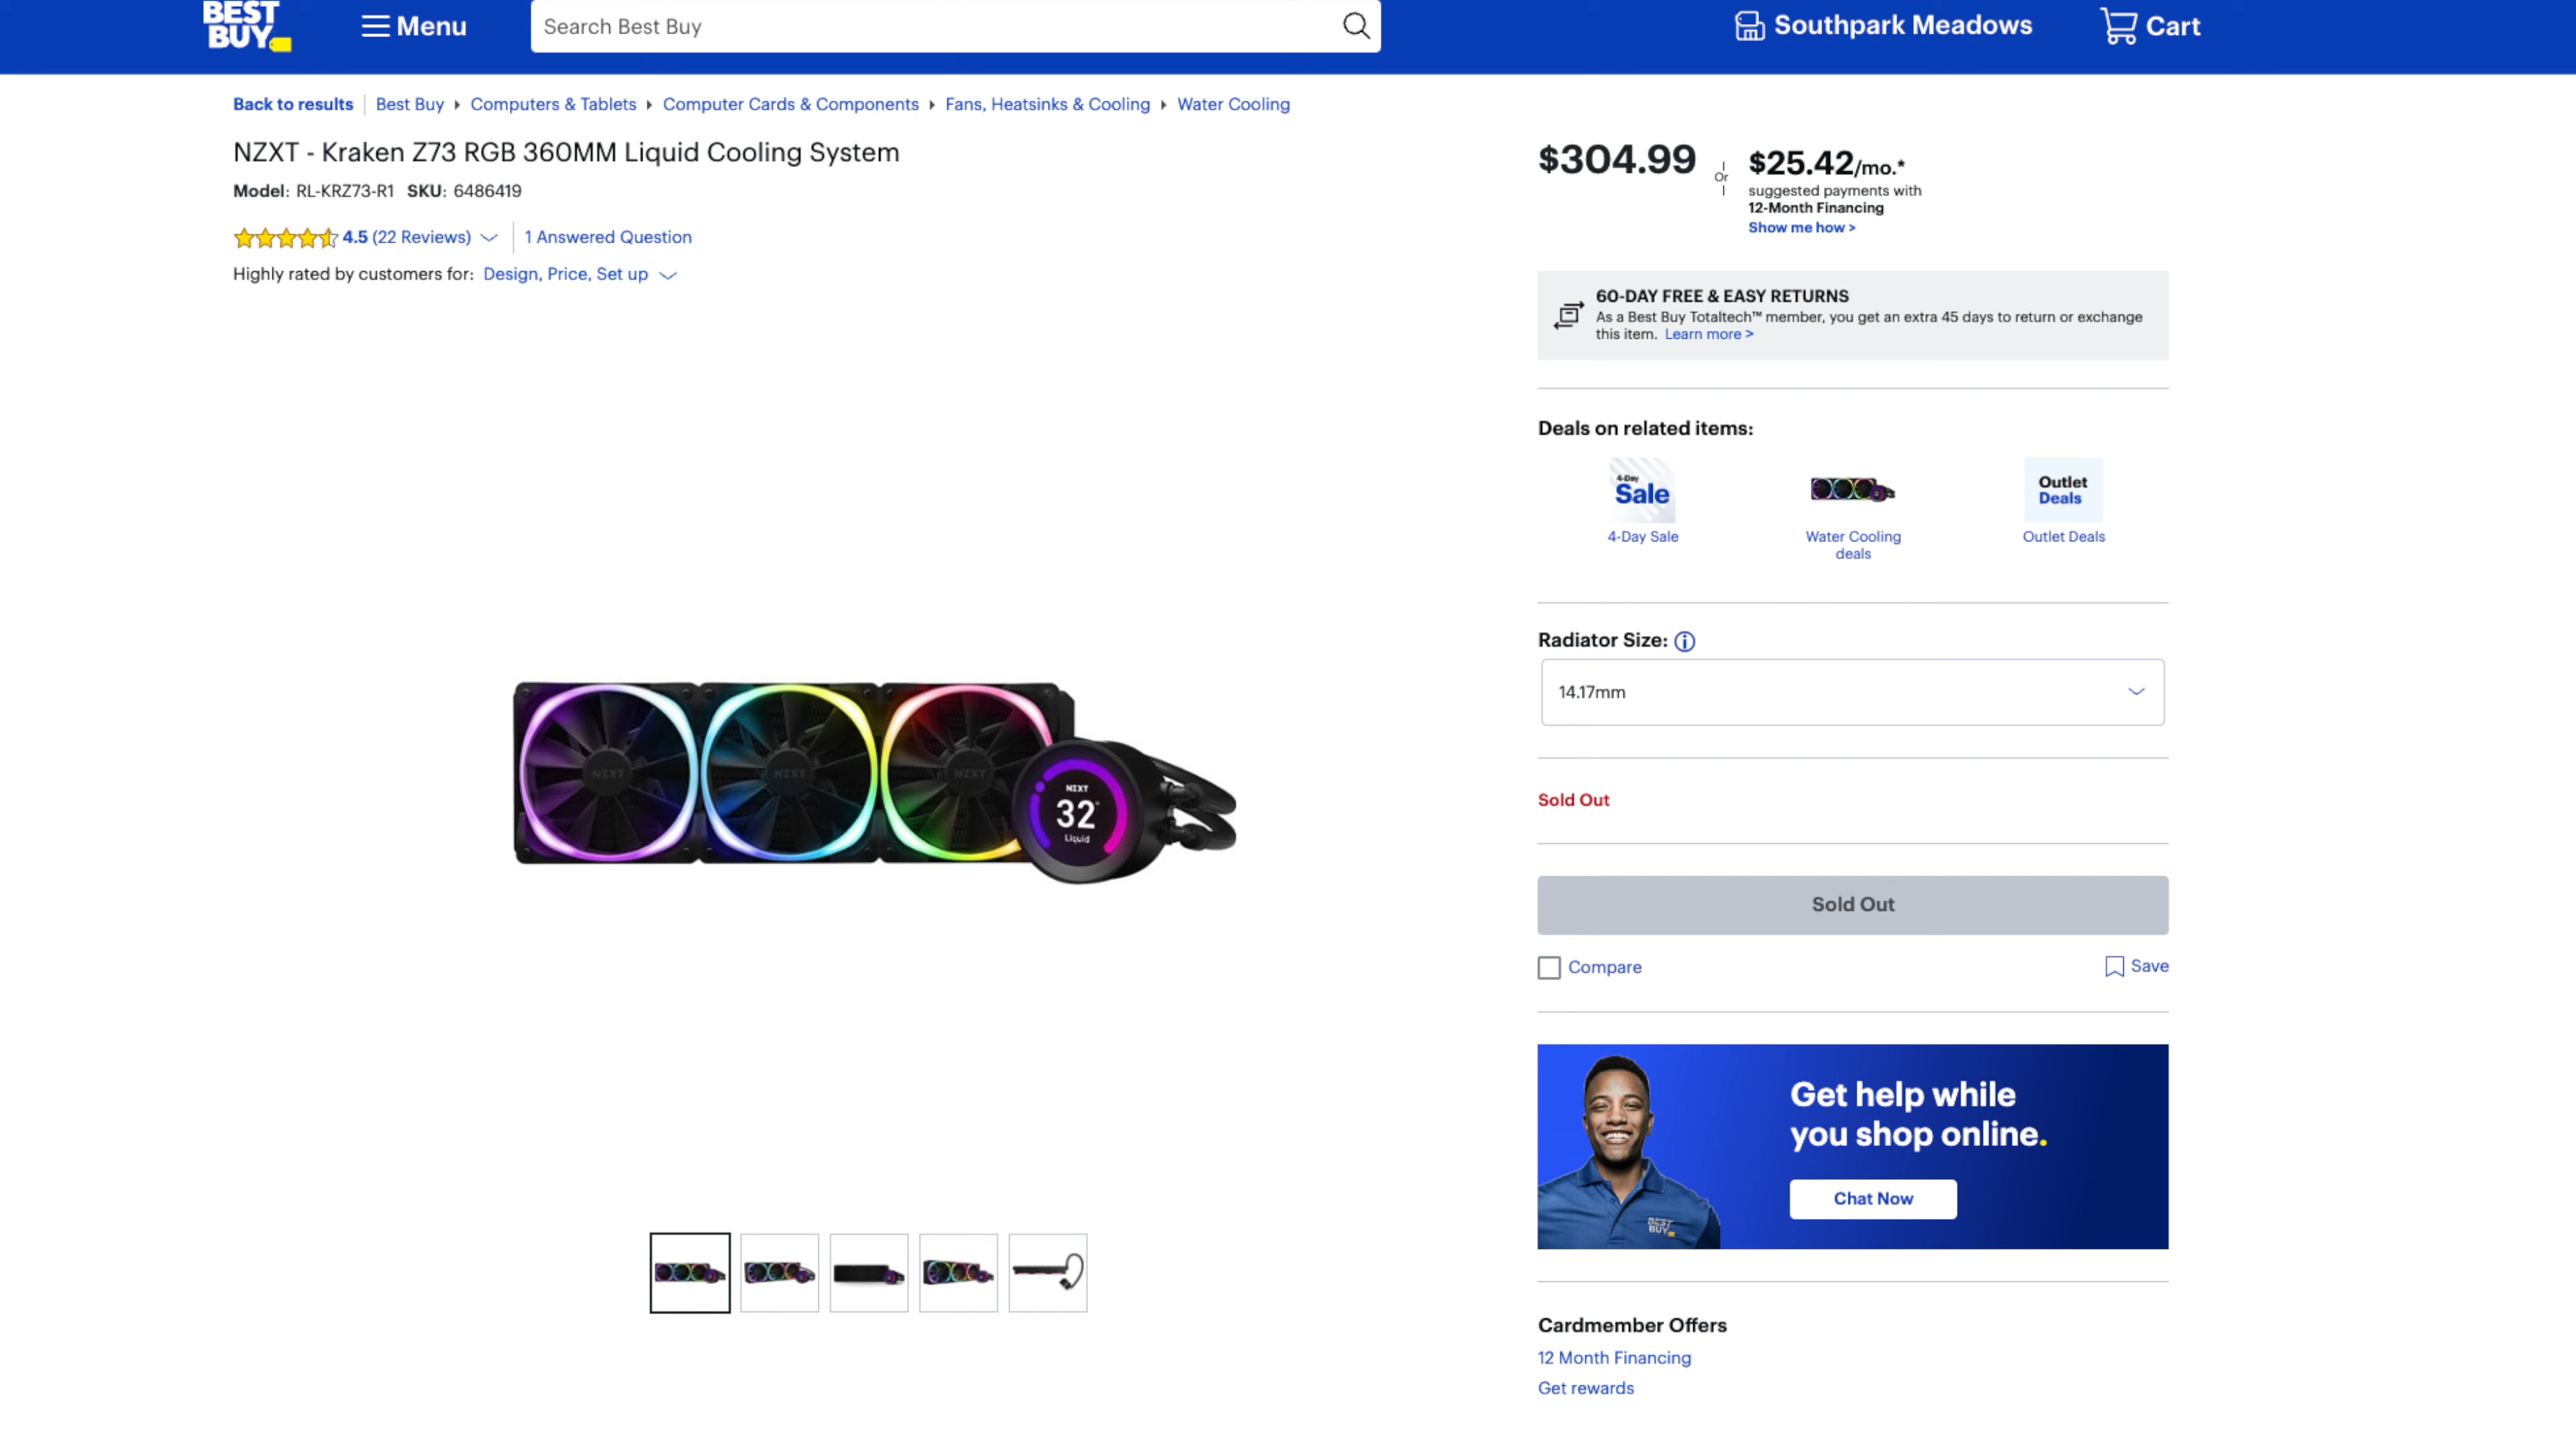 BEST BUY
Menu
Search Best Buy
Southpark Meadows
Cart
Back to results Best Buy Computers & Tablets Computer Cards & Components Fans, Heatsinks & Cooling Water Cooling
NZXT - Kraken Z73 RGB 360MM Liquid Cooling System
Model: RL-KRZ73-R1 SKU: 6486419
4.5 (22 Reviews) 1 Answered Question
Highly rated by customers for: Design, Price, Set up
NZXT
NZXT
NZXT
NZXT
32°
Liquid
$304.99
Or
$25.42/mo.*
suggested payments with
12-Month Financing
Show me how >
60-DAY FREE & EASY RETURNS
As a Best Buy Totaltech™ member, you get an extra 45 days to return or exchange
this item. Learn more >
Deals on related items:
4-Day
Sale
4-Day Sale
Water Cooling
deals
Outlet
Deals
Outlet Deals
Radiator Size:
14.17mm
Sold Out
Sold Out
Compare
Save
Get help while
you shop online.
Chat Now
BEST
BUY
Cardmember Offers
12 Month Financing
Get rewards